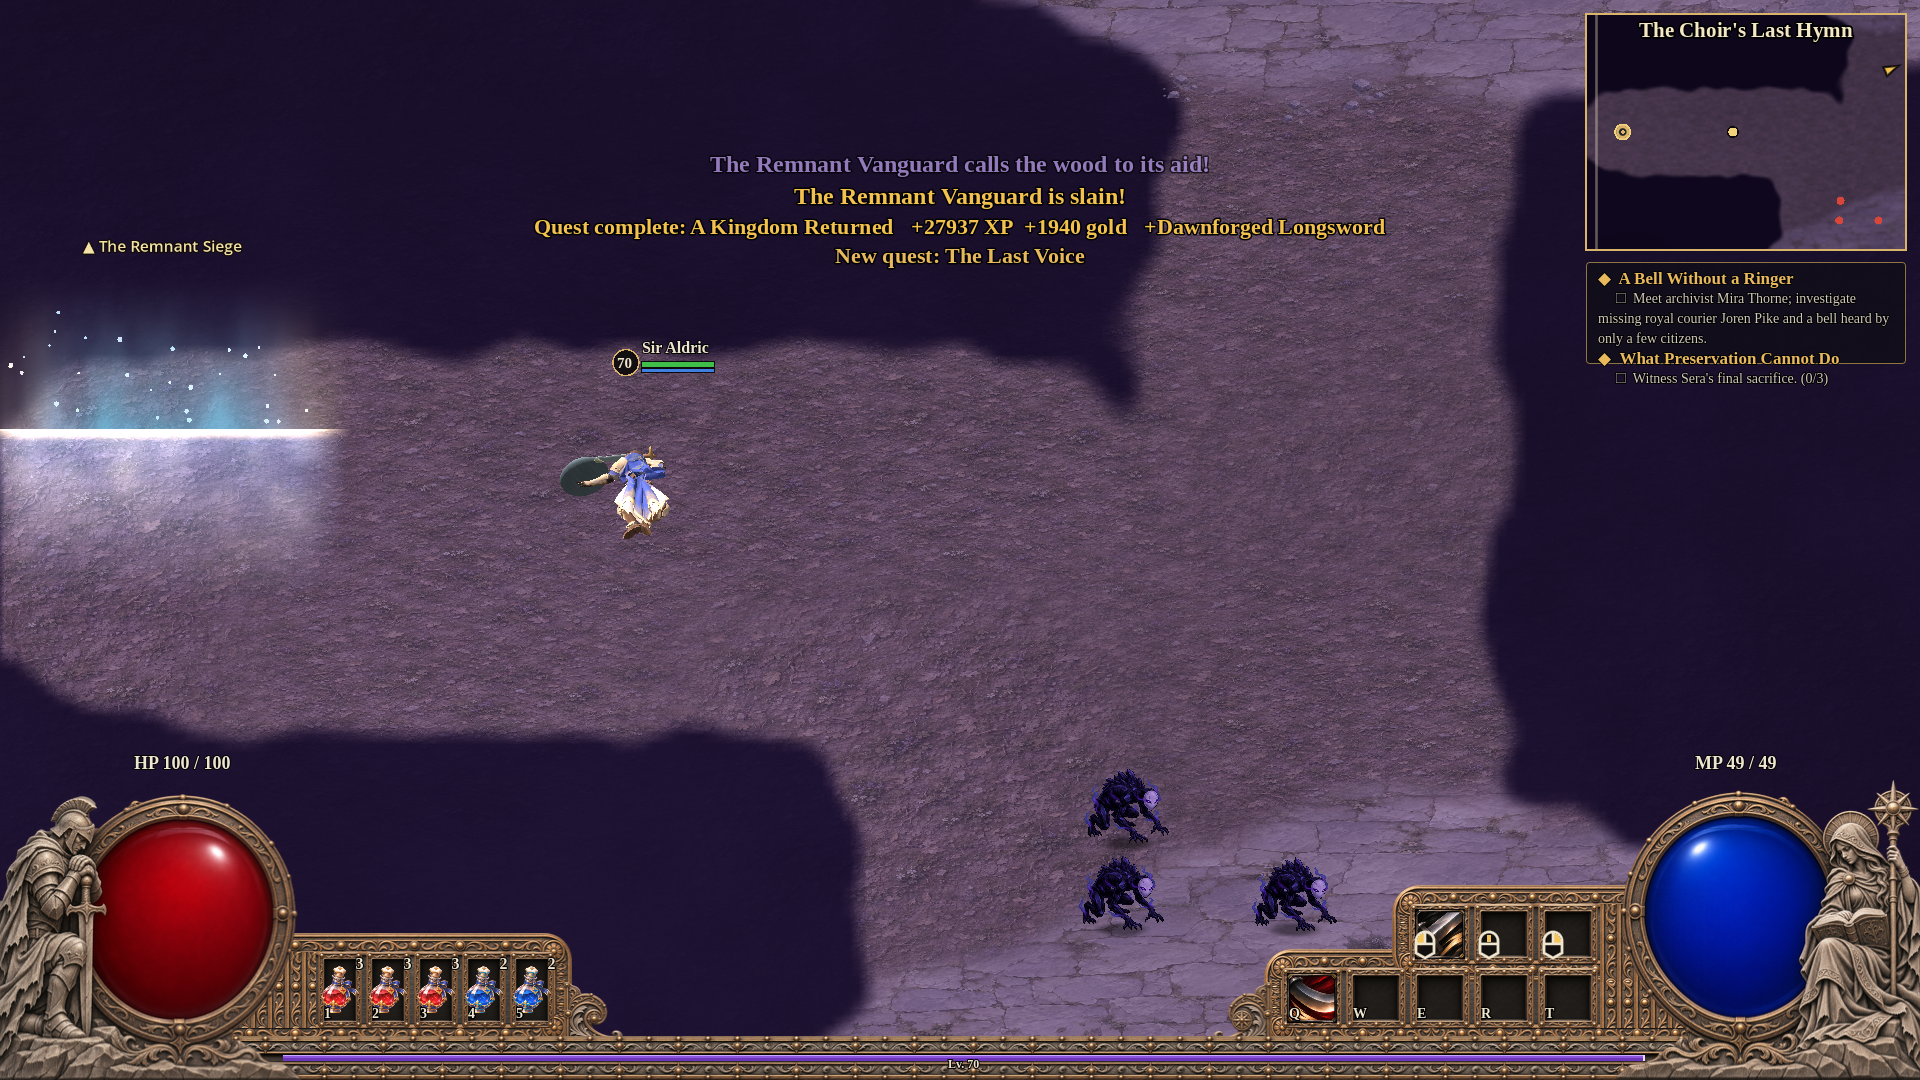 The Choir's Last Hymn
The Remnant Vanguard calls the wood to its aid!
The Remnant Vanguard is slain!
Quest complete: A Kingdom Returned +27937 XP +1940 gold +Dawnforged Longsword
New quest: The Last Voice
▲ The Remnant Siege
◆ A Bell Without a Ringer
☐ Meet archivist Mira Thorne; investigate
missing royal courier Joren Pike and a bell heard by
only a few citizens.
◆ What Preservation Cannot Do
☐ Witness Sera's final sacrifice. (0/3)
Sir Aldric
70
HP 100 / 100
MP 49 / 49
3 3 3 2 2
1 2 3 4 5
Q W E R T
Lv. 70